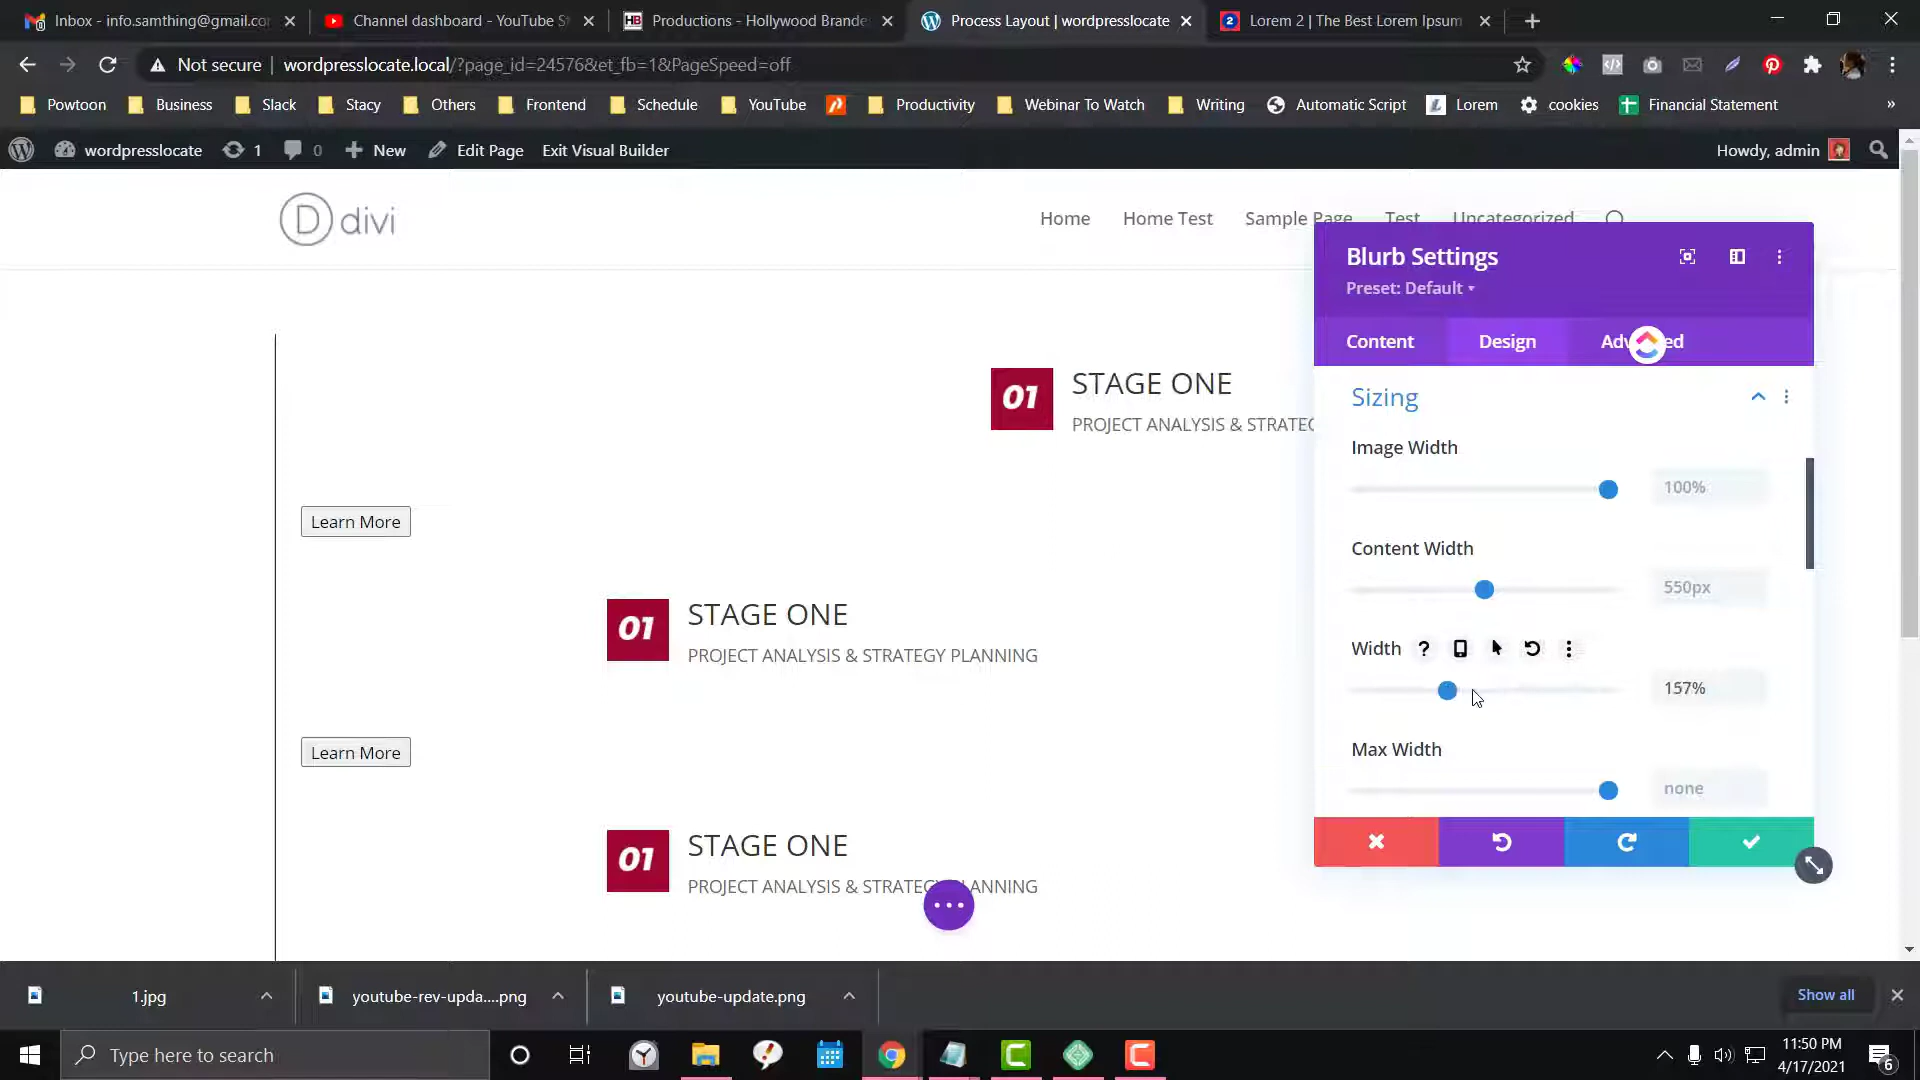 Inbox - info.samthing@gmail.co
Channel dashboard - YouTube S
Productions - Hollywood Brande
Process Layout | wordpresslocate
Lorem 2 | The Best Lorem Ipsum
Not secure
wordpresslocate.local/?page_id=24576&et_fb=1&PageSpeed=off
Powtoon
Business
Slack
Stacy
Others
Frontend
Schedule
YouTube
Productivity
Webinar To Watch
Writing
Automatic Script
Lorem
cookies
Financial Statement
»
wordpresslocate
1
0
New
Edit Page
Exit Visual Builder
Howdy, admin
D divi
Home
Home Test
Sample Page
Test
Uncategorized
Blurb Settings
Preset: Default
Content
Design
Sizing
Image Width
100%
Content Width
550px
Width
?
157%
Max Width
none
01
STAGE ONE
PROJECT ANALYSIS & STRATEG
Learn More
01
STAGE ONE
PROJECT ANALYSIS & STRATEGY PLANNING
Learn More
01
STAGE ONE
PROJECT ANALYSIS & STRATEGY PLANNING
1.jpg
youtube-rev-upda....png
youtube-update.png
Show all
Type here to search
11:50 PM
4/17/2021
6